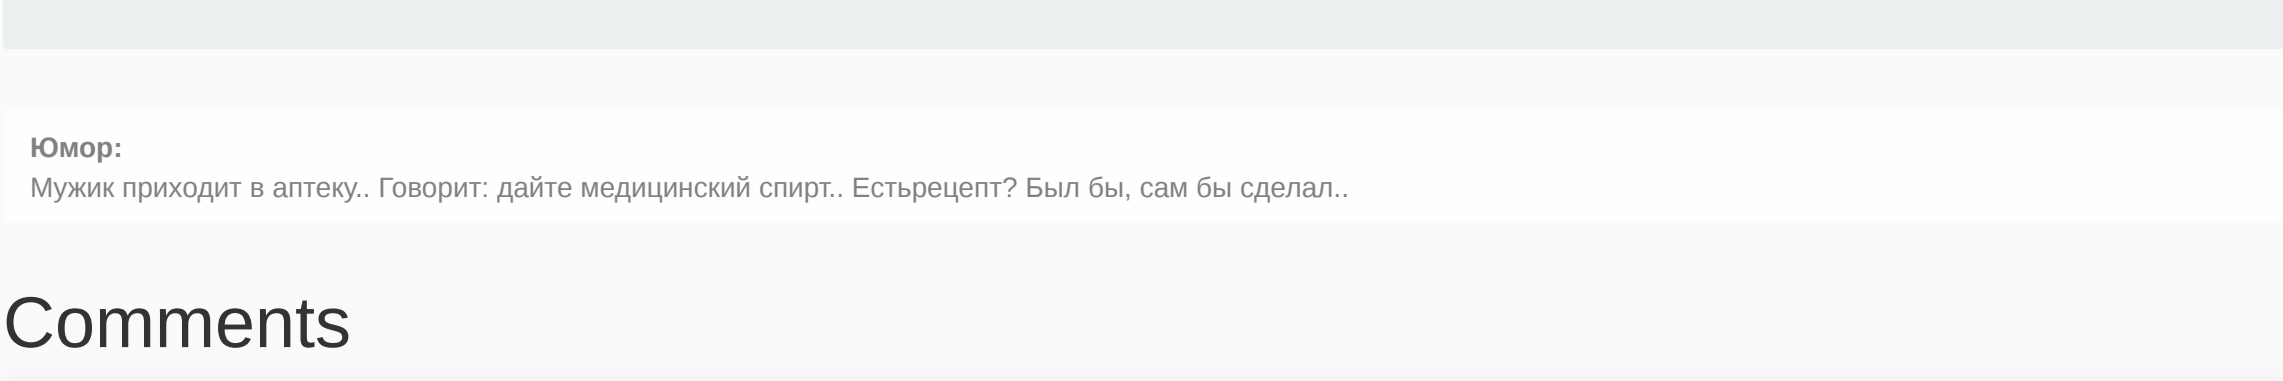 Юмор:
Мужик приходит в аптеку.. Говорит: дайте медицинский спирт.. Естьрецепт? Был бы, сам бы сделал..
Comments